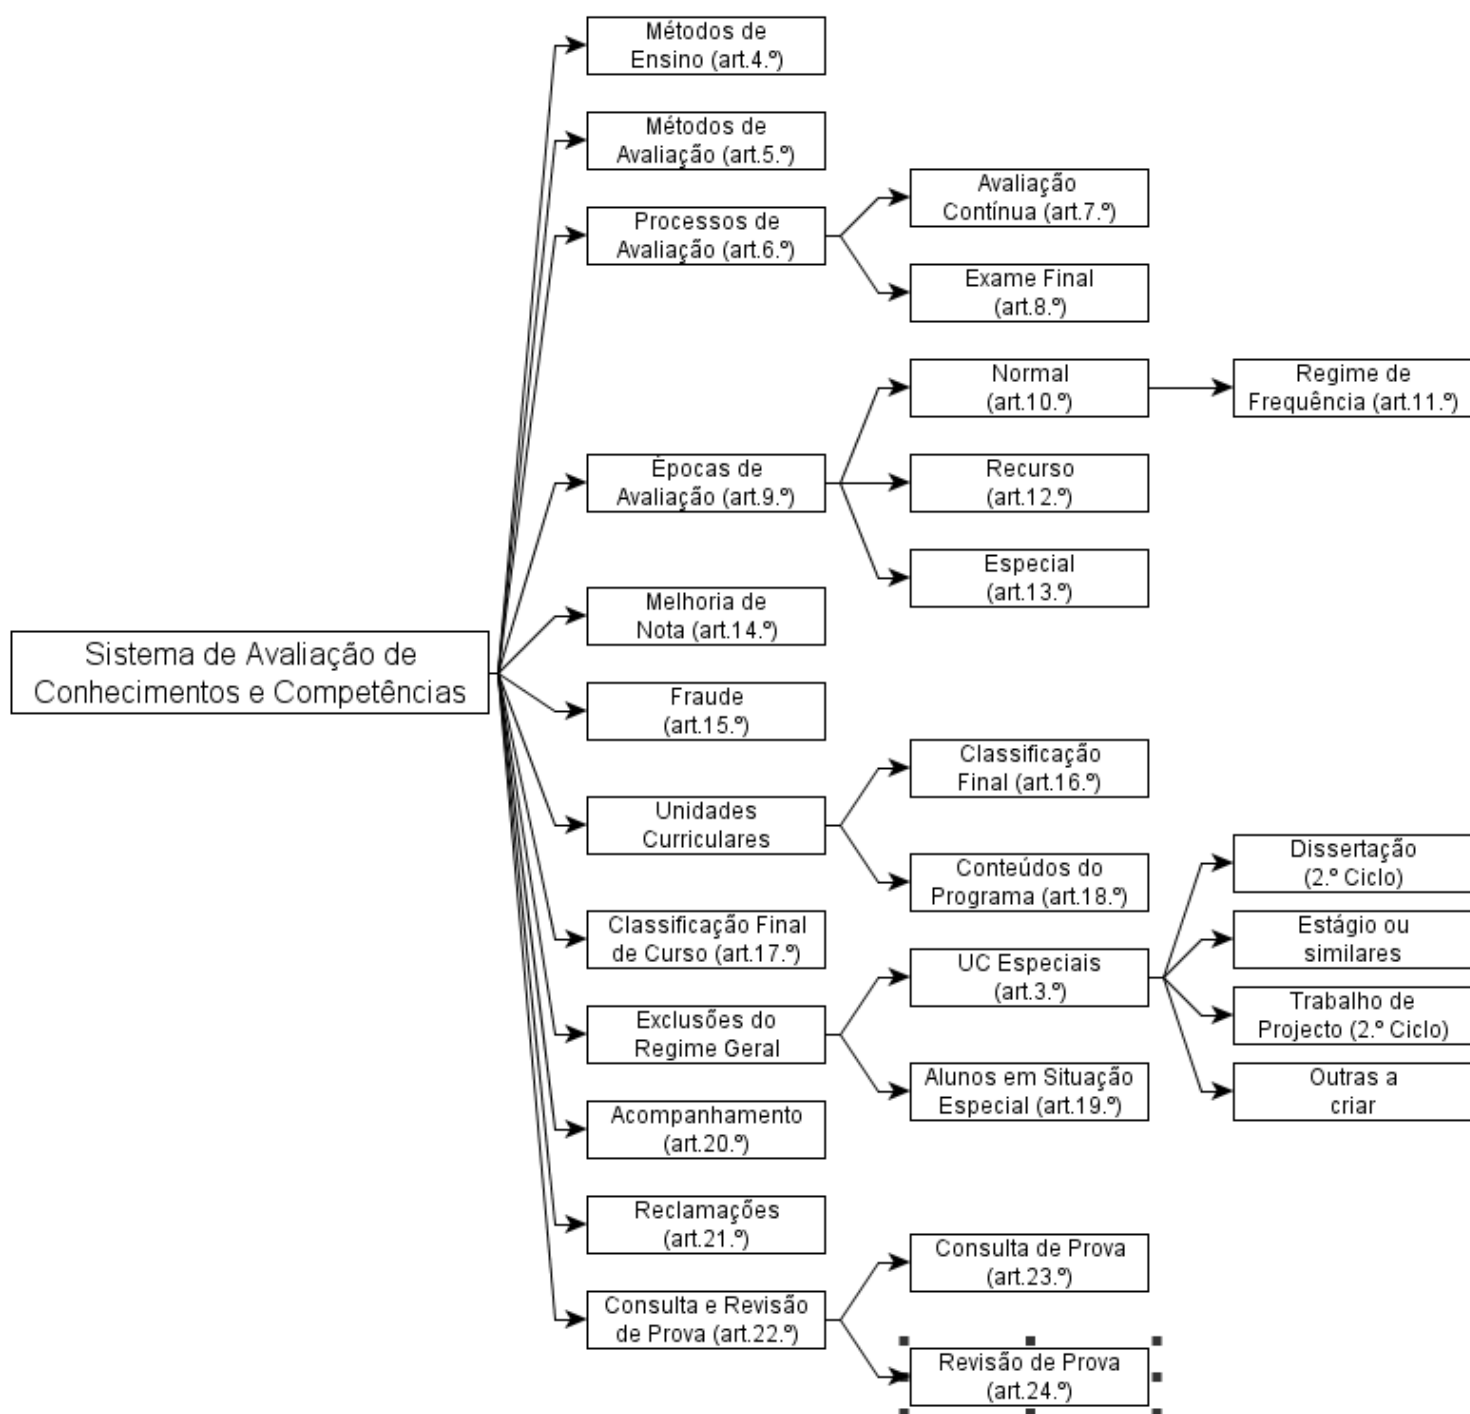 Métodos de
Ensino (art.4.º)
Métodos de
Avaliação (art.5.º)
Processos de
Avaliação (art.6.º)
Avaliação
Contínua (art.7.º)
Exame Final
(art.8.º)
Épocas de
Avaliação (art.9.º)
Normal
(art.10.º)
Regime de
Frequência (art.11.º)
Recurso
(art.12.º)
Especial
(art.13.º)
Melhoria de
Nota (art.14.º)
Sistema de Avaliação de
Conhecimentos e Competências
Fraude
(art.15.º)
Unidades
Curriculares
Classificação
Final (art.16.º)
Conteúdos do
Programa (art.18.º)
Classificação Final
de Curso (art.17.º)
Exclusões do
Regime Geral
UC Especiais
(art.3.º)
Dissertação
(2.º Ciclo)
Estágio ou
similares
Trabalho de
Projecto (2.º Ciclo)
Outras a
criar
Alunos em Situação
Especial (art.19.º)
Acompanhamento
(art.20.º)
Reclamações
(art.21.º)
Consulta e Revisão
de Prova (art.22.º)
Consulta de Prova
(art.23.º)
Revisão de Prova
(art.24.º)